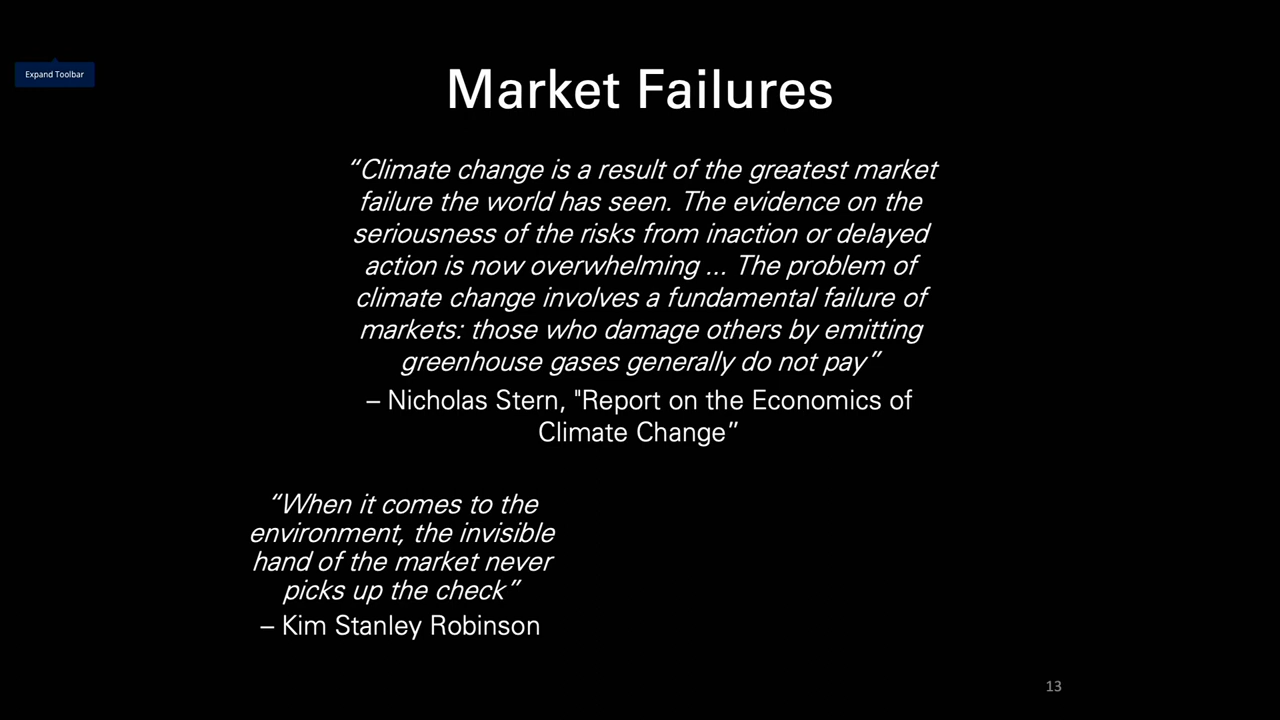 Expand Toolbar
Market Failures
“Climate change is a result of the greatest market
failure the world has seen. The evidence on the
seriousness of the risks from inaction or delayed
action is now overwhelming ... The problem of
climate change involves a fundamental failure of
markets: those who damage others by emitting
greenhouse gases generally do not pay”
– Nicholas Stern, "Report on the Economics of
Climate Change”
“When it comes to the
environment, the invisible
hand of the market never
picks up the check”
– Kim Stanley Robinson
13